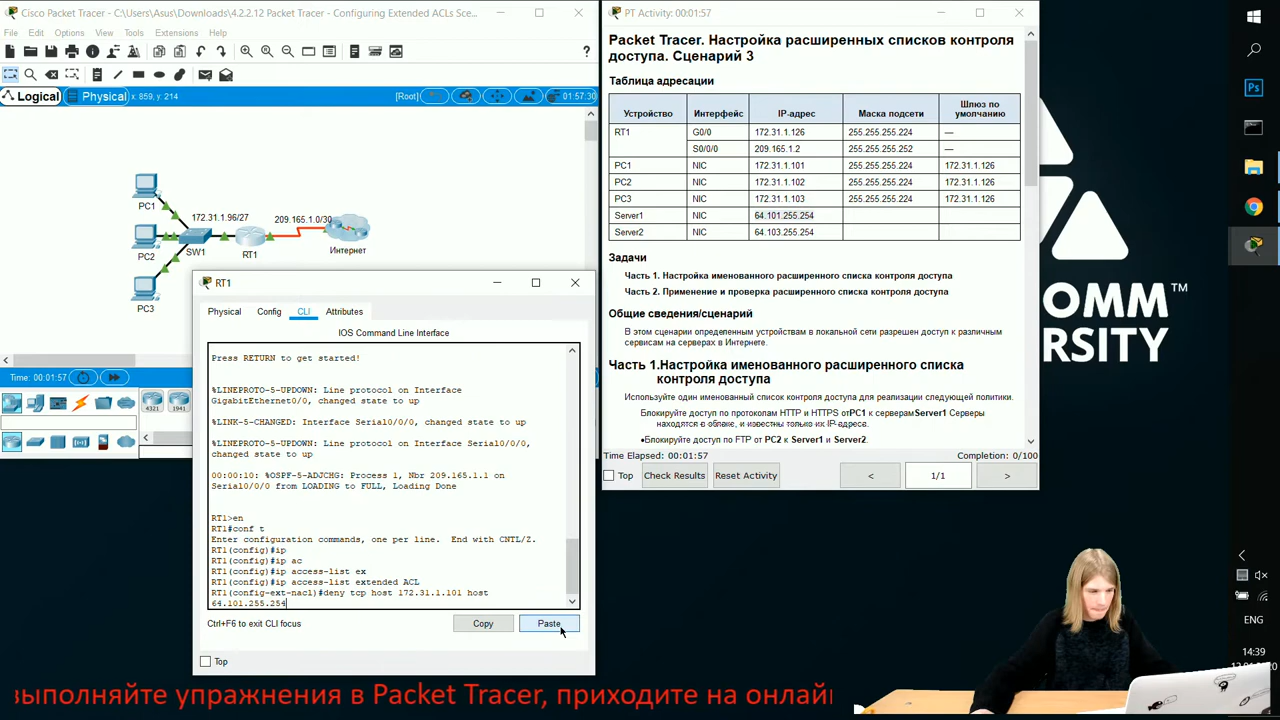 Cisco Packet Tracer - C:\Users\Asus\Downloads\4.2.2.12 Packet Tracer - Configuring Extended ACLs Sce...
File Edit Options View Tools Extensions Help
Logical Physical x: 859, y: 214 [Root] 01:57:30
PC1
PC2
PC3
SW1
RT1
172.31.1.96/27
209.165.1.0/30
Интернет
Time: 00:01:57
4321 1941
RT1
Physical Config CLI Attributes
IOS Command Line Interface
Press RETURN to get started!
%LINEPROTO-5-UPDOWN: Line protocol on Interface
GigabitEthernet0/0, changed state to up
%LINK-5-CHANGED: Interface Serial0/0/0, changed state to up
%LINEPROTO-5-UPDOWN: Line protocol on Interface Serial0/0/0,
changed state to up
00:00:10: %OSPF-5-ADJCHG: Process 1, Nbr 209.165.1.1 on
Serial0/0/0 from LOADING to FULL, Loading Done
RT1>en
RT1#conf t
Enter configuration commands, one per line. End with CNTL/Z.
RT1(config)#ip
RT1(config)#ip ac
RT1(config)#ip access-list ex
RT1(config)#ip access-list extended ACL
RT1(config-ext-nacl)#deny tcp host 172.31.1.101 host
64.101.255.254
Ctrl+F6 to exit CLI focus Copy Paste
Top
PT Activity: 00:01:57
Packet Tracer. Настройка расширенных списков контроля
доступа. Сценарий 3
Таблица адресации
Устройство Интерфейс IP-адрес Маска подсети Шлюз по умолчанию
RT1 G0/0 172.31.1.126 255.255.255.224 —
S0/0/0 209.165.1.2 255.255.255.252 —
PC1 NIC 172.31.1.101 255.255.255.224 172.31.1.126
PC2 NIC 172.31.1.102 255.255.255.224 172.31.1.126
PC3 NIC 172.31.1.103 255.255.255.224 172.31.1.126
Server1 NIC 64.101.255.254
Server2 NIC 64.103.255.254
Задачи
Часть 1. Настройка именованного расширенного списка контроля доступа
Часть 2. Применение и проверка расширенного списка контроля доступа
Общие сведения/сценарий
В этом сценарии определенным устройствам в локальной сети разрешен доступ к различным
сервисам на серверах в Интернете.
Часть 1.Настройка именованного расширенного списка
контроля доступа
Используйте один именованный список контроля доступа для реализации следующей политики.
Блокируйте доступ по протоколам HTTP и HTTPS отPC1 к серверамServer1 Серверы
находятся в облаке, и известны только их IP-адреса.
•Блокируйте доступ по FTP от PC2 к Server1 и Server2.
Time Elapsed: 00:01:57 Completion: 0/100
Top Check Results Reset Activity < 1/1 >
OMM™
ERSITY
ENG
14:39
выполняйте упражнения в Packet Tracer, приходите на онлай